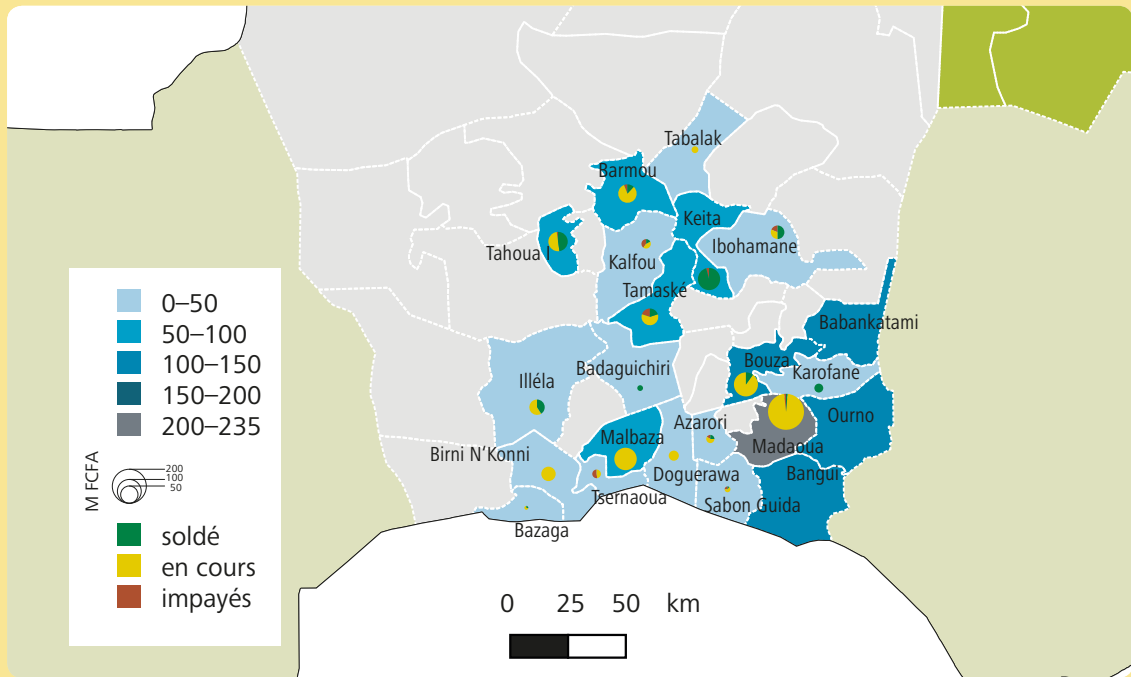 Tabalak
Barmou
Keita
Ibohamane
Tahoua I
Kalfou
Tamaské
Babankatami
Bouza
Karofane
Badaguichiri
Illéla
Ourno
Azarori
Madaoua
Malbaza
Birni N’Konni
Doguerawa
Bangui
Tsernaoua
Sabon Guida
Bazaga
0–50
50–100
100–150
150–200
200–235
M FCFA
200
100
50
soldé
en cours
impayés
0 25 50 km